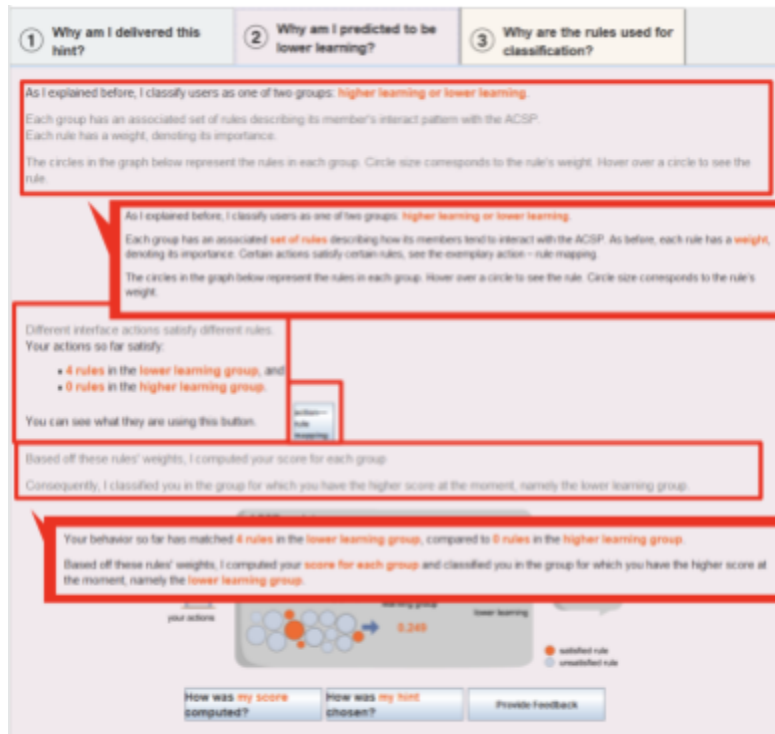 1 Why am I delivered this
hint?
2 Why am I predicted to be
lower learning?
3 Why are the rules used for
classification?
As I explained before, I classify users as one of two groups: higher learning or lower learning.
Each group has an associated set of rules describing its member's interact pattern with the ACSP.
Each rule has a weight, denoting its importance.
The circles in the graph below represent the rules in each group. Circle size corresponds to the rule's weight. Hover over a circle to see the
rule.
As I explained before, I classify users as one of two groups: higher learning or lower learning.
Each group has an associated set of rules describing how its members tend to interact with the ACSP. As before, each rule has a weight,
denoting its importance. Certain actions satisfy certain rules, see the exemplary action – rule mapping.
The circles in the graph below represent the rules in each group. Hover over a circle to see the rule. Circle size corresponds to the rule's
weight.
Different interface actions satisfy different rules.
Your actions so far satisfy:
• 4 rules in the lower learning group, and
• 0 rules in the higher learning group.
You can see what they are using this button.
action—
rule
mapping
Based off these rules' weights, I computed your score for each group
Consequently, I classified you in the group for which you have the higher score at the moment, namely the lower learning group.
Your behavior so far has matched 4 rules in the lower learning group, compared to 0 rules in the higher learning group.
Based off these rules' weights, I computed your score for each group and classified you in the group for which you have the higher score at
the moment, namely the lower learning group.
your actions
learning group
0.249
lower learning
satisfied rule
unsatisfied rule
How was my score
computed?
How was my hint
chosen?
Provide Feedback